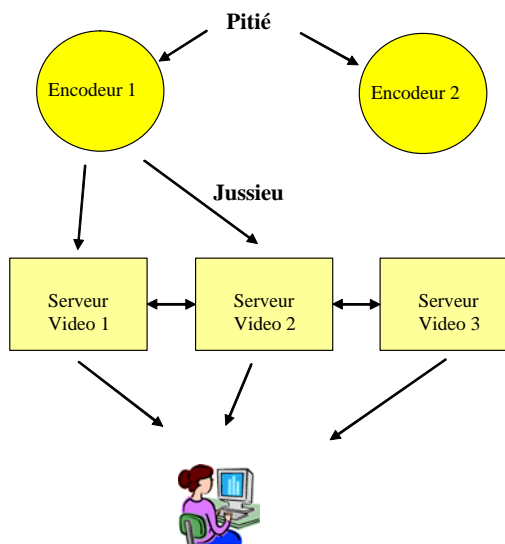 Pitié
Encodeur 1
Encodeur 2
Jussieu
Serveur
Video 1
Serveur
Video 2
Serveur
Video 3